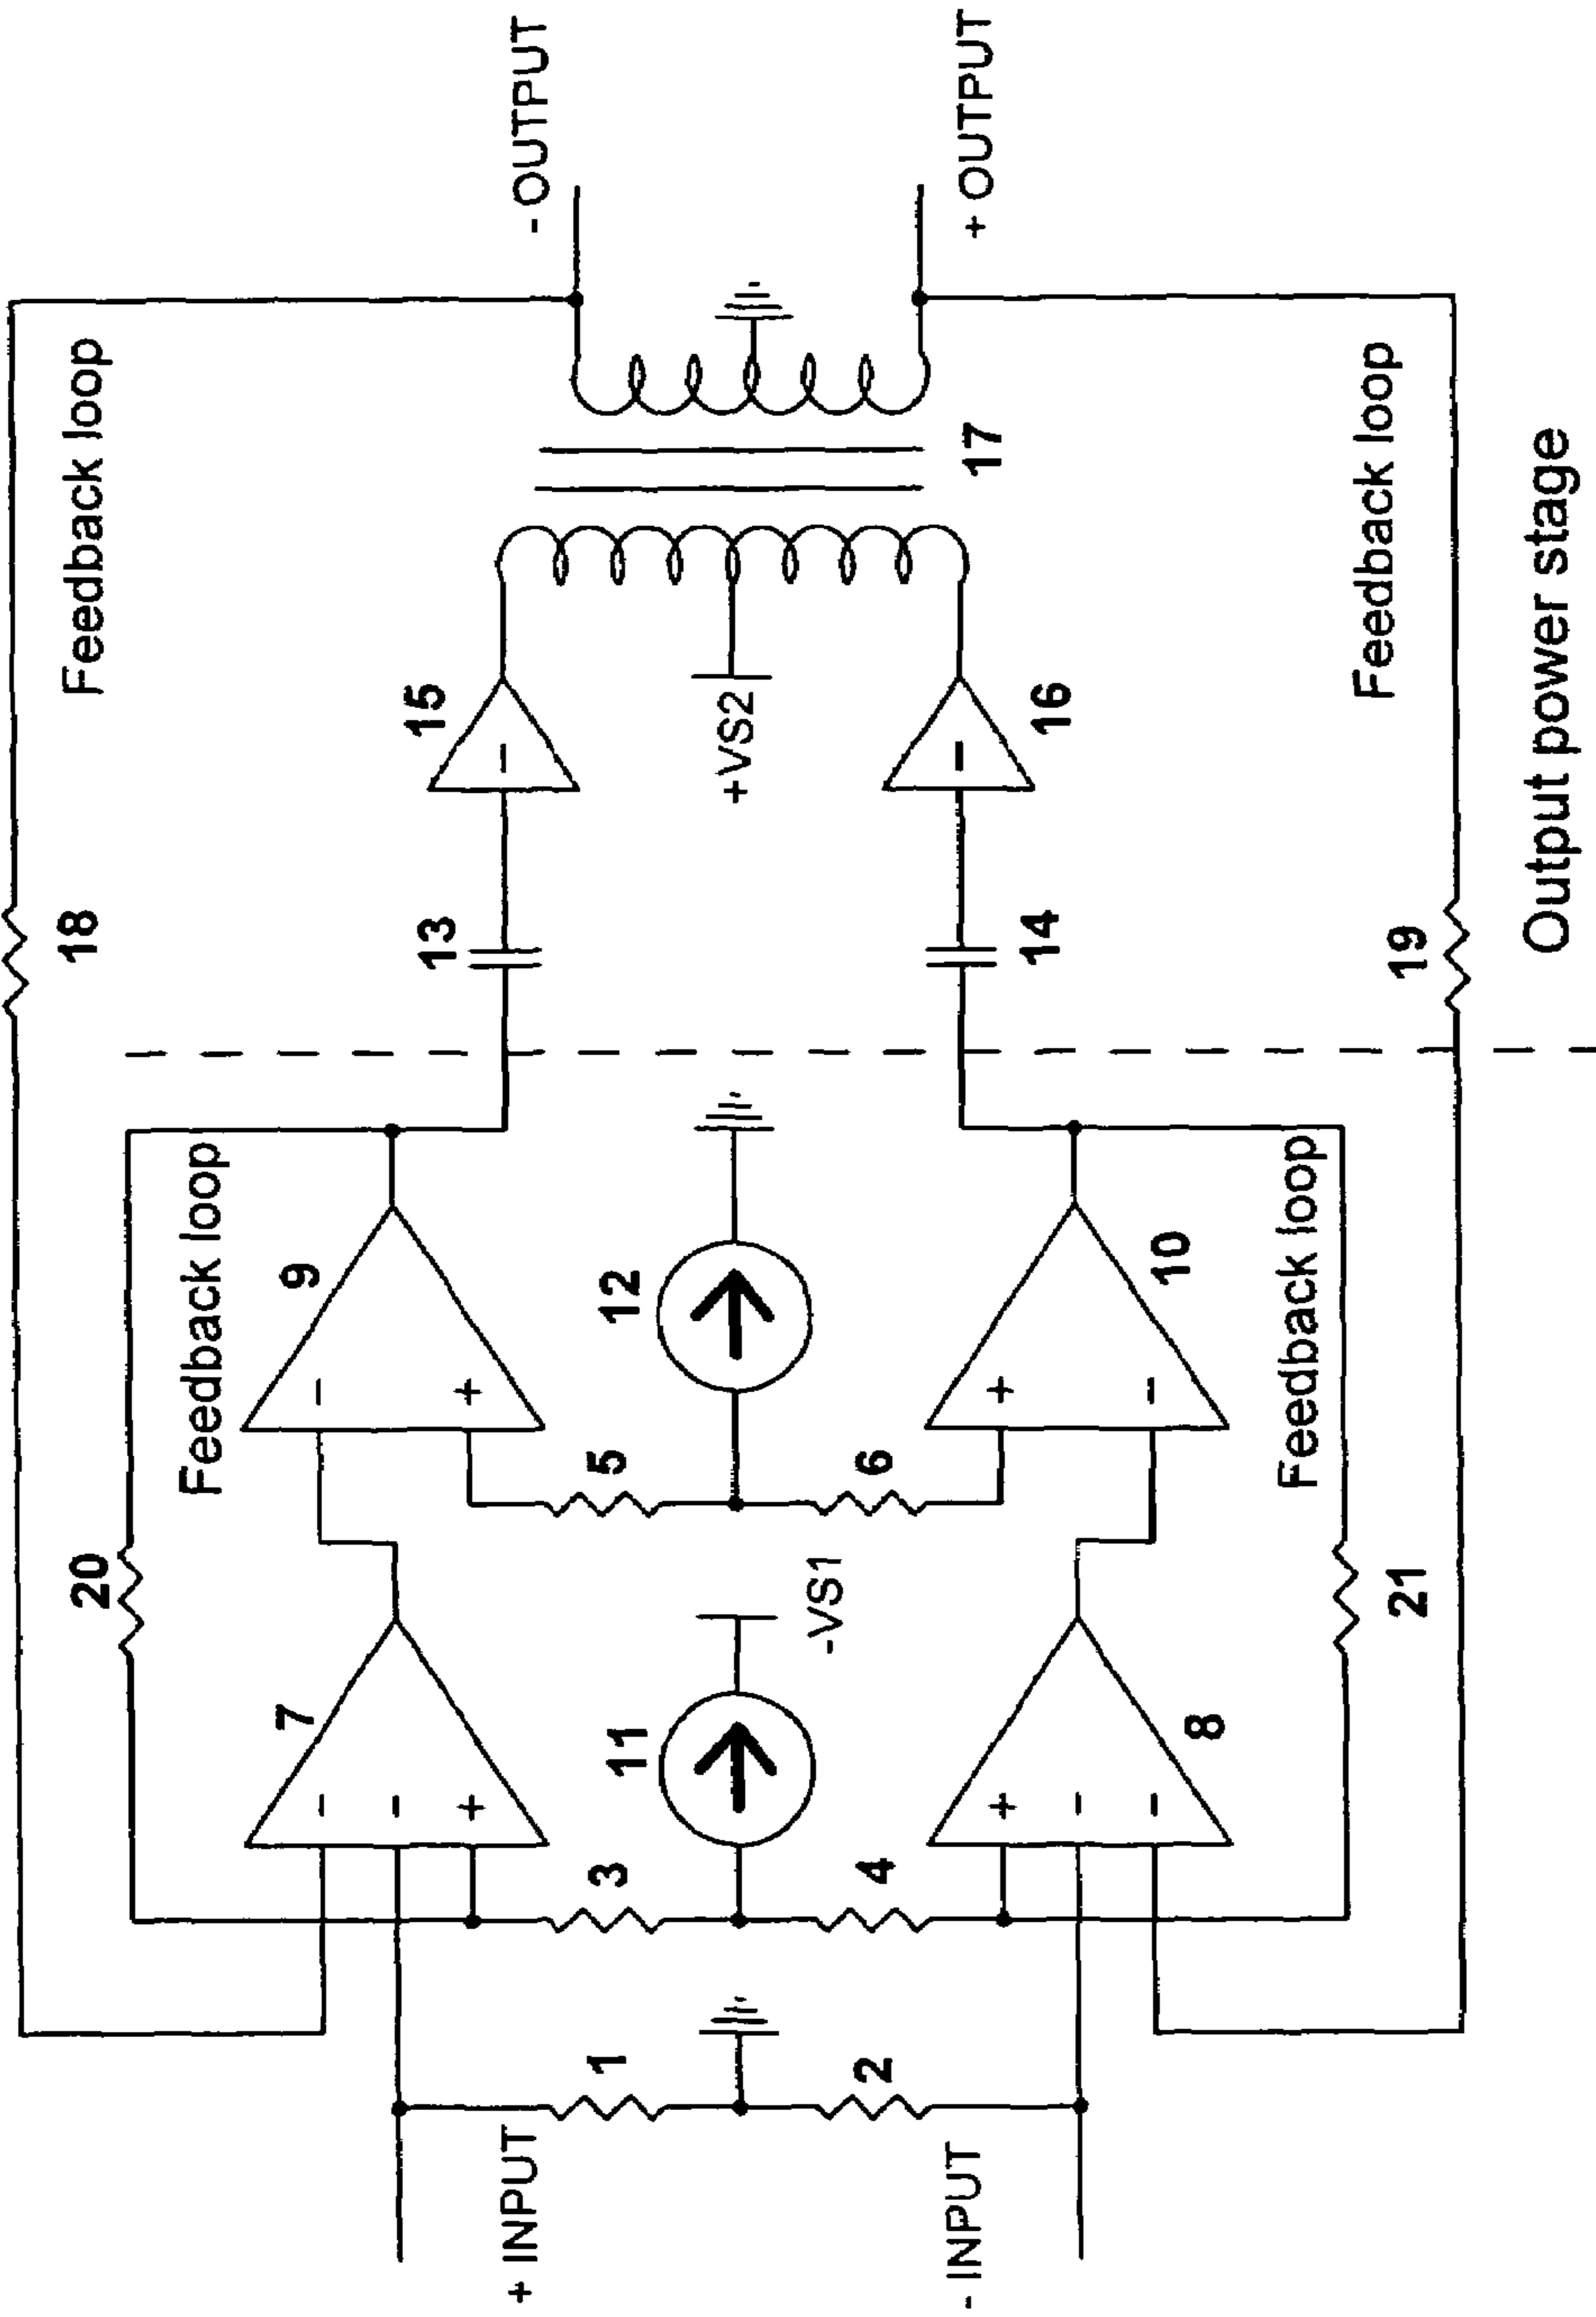 Feedback loop
18
- OUTPUT
20
Feedback loop
9
15
13
7
+ INPUT
1
3
5
12
11
-VS1
+VS2
17
2
4
6
- INPUT
14
16
+ OUTPUT
10
8
Feedback loop
21
19
Feedback loop
Output power stage
- - +
- +
+ - -
+ -
-
-